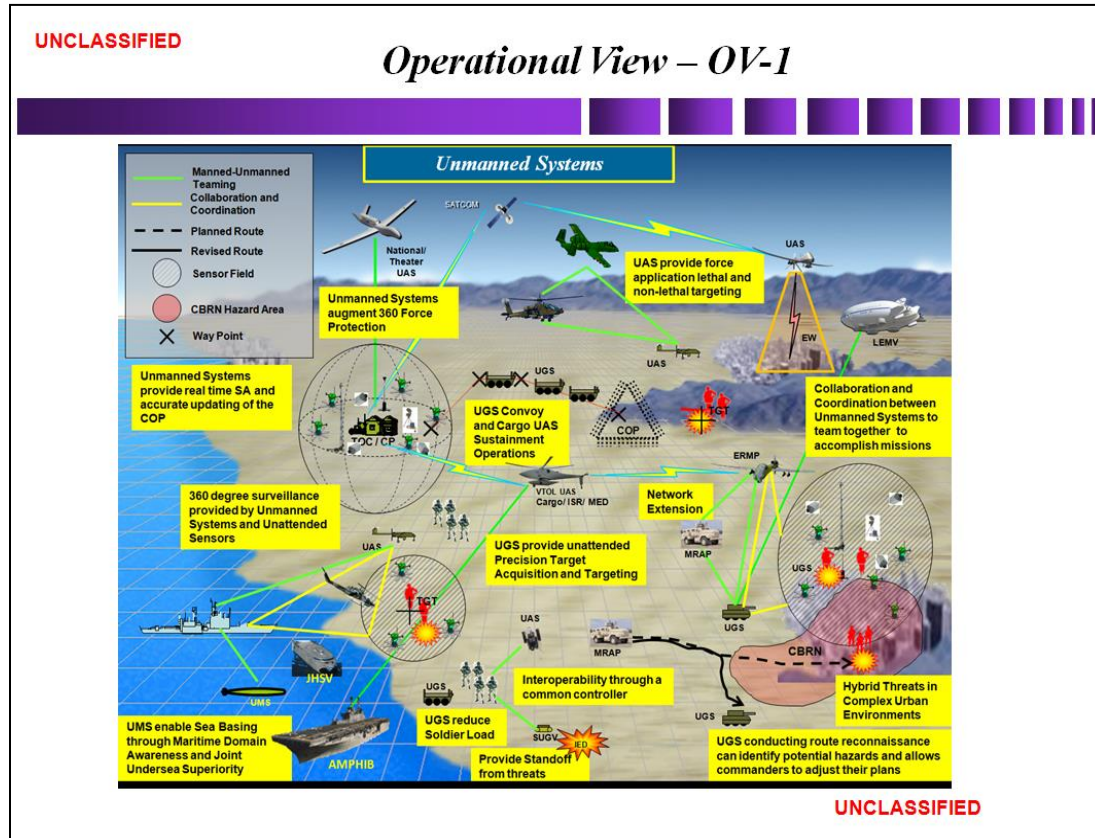 UNCLASSIFIED
Operational View – OV-1
Unmanned Systems
Manned-Unmanned
Teaming
Collaboration and
Coordination
Planned Route
Revised Route
Sensor Field
CBRN Hazard Area
Way Point
SATCOM
National/
Theater
UAS
UAS
UAS provide force
application lethal and
non-lethal targeting
Unmanned Systems
augment 360 Force
Protection
EW
LEMV
UAS
UGS
Unmanned Systems
provide real time SA and
accurate updating of the
COP
TOC / CP
UGS Convoy
and Cargo UAS
Sustainment
Operations
COP
TGT
Collaboration and
Coordination between
Unmanned Systems to
team together to
accomplish missions
ERMP
VTOL UAS
Cargo/ ISR/ MED
Network
Extension
360 degree surveillance
provided by Unmanned
Systems and Unattended
Sensors
UAS
MRAP
UGS provide unattended
Precision Target
Acquisition and Targeting
UGS
TGT
UGS
UAS
MRAP
CBRN
JHSV
UMS
UGS
Interoperability through a
common controller
Hybrid Threats in
Complex Urban
Environments
UGS
UGS reduce
Soldier Load
SUGV
IED
UMS enable Sea Basing
through Maritime Domain
Awareness and Joint
Undersea Superiority
AMPHIB
Provide Standoff
from threats
UGS conducting route reconnaissance
can identify potential hazards and allows
commanders to adjust their plans
UNCLASSIFIED